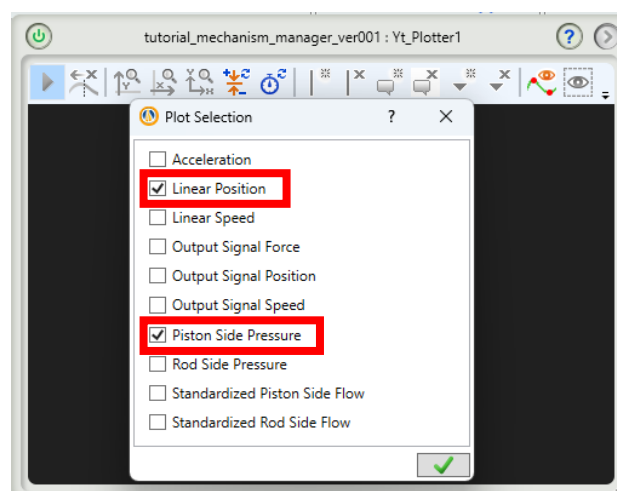 tutorial_mechanism_manager_ver001 : Yt_Plotter1
Plot Selection
Acceleration
Linear Position
Linear Speed
Output Signal Force
Output Signal Position
Output Signal Speed
Piston Side Pressure
Rod Side Pressure
Standardized Piston Side Flow
Standardized Rod Side Flow